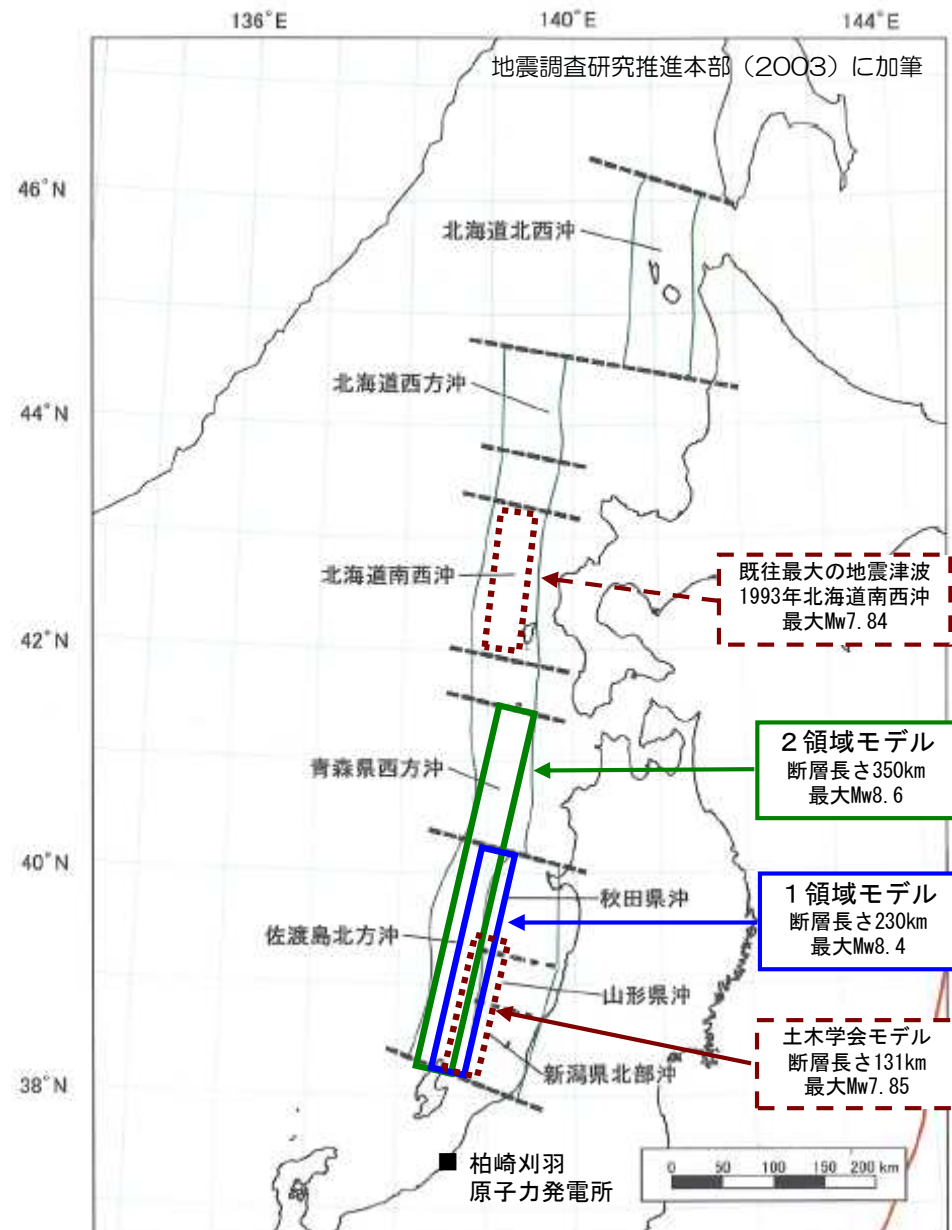 136°E
140°E
144°E
地震調査研究推進本部（2003）に加筆
46°N
北海道北西沖
北海道西方沖
44°N
北海道南西沖
既往最大の地震津波
1993年北海道南西沖
最大Mw7.84
42°N
２領域モデル
断層長さ350km
最大Mw8.6
青森県西方沖
40°N
１領域モデル
断層長さ230km
最大Mw8.4
秋田県沖
佐渡島北方沖
山形県沖
土木学会モデル
断層長さ131km
最大Mw7.85
新潟県北部沖
38°N
柏崎刈羽
原子力発電所
0 50 100 150 200 km